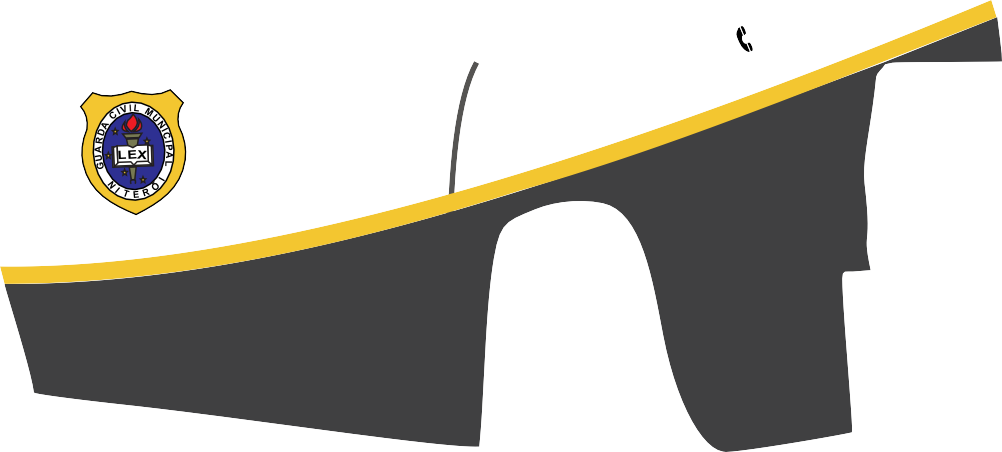 GUARDA CIVIL MUNICIPAL
LEX
NITERÓI